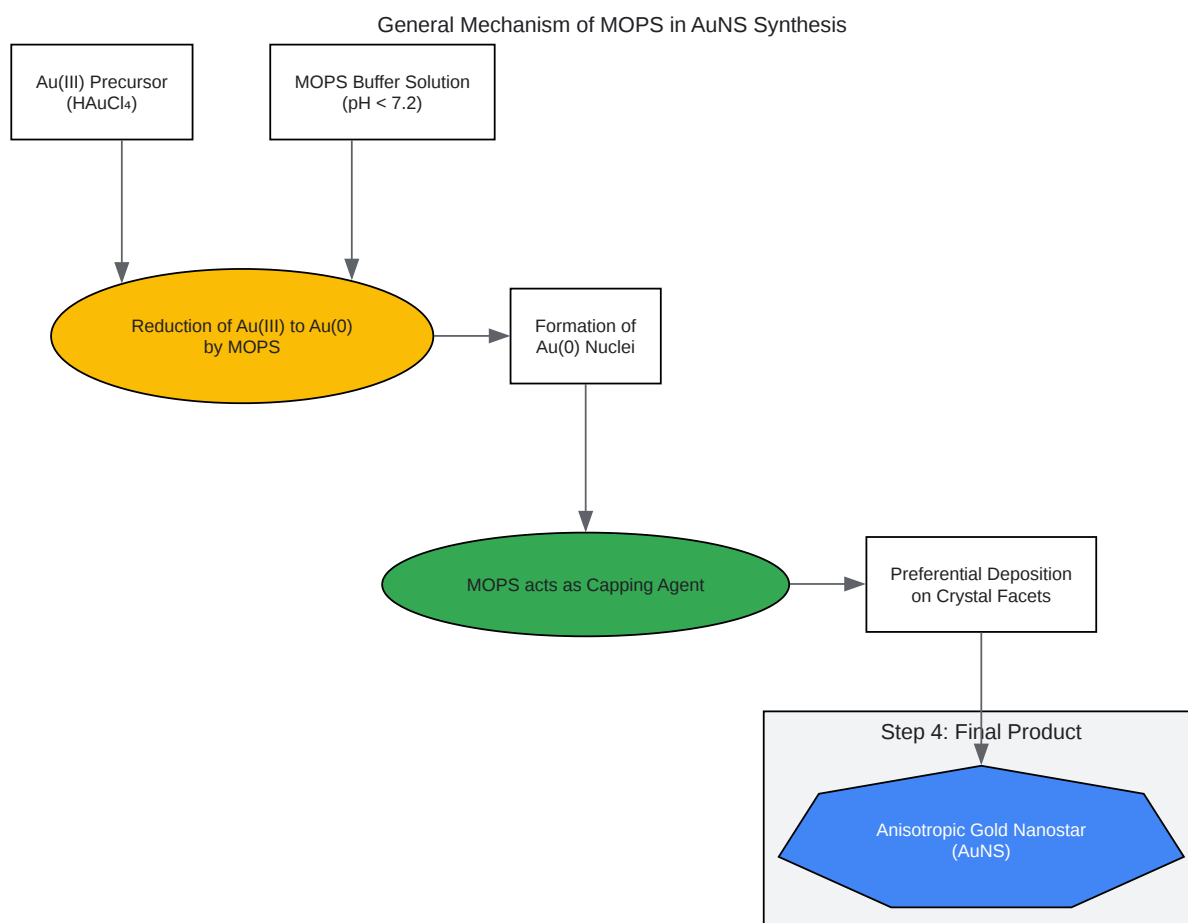 General Mechanism of MOPS in AuNS Synthesis
Au(III) Precursor
(HAuCl₄)
MOPS Buffer Solution
(pH < 7.2)
Reduction of Au(III) to Au(0)
by MOPS
Formation of
Au(0) Nuclei
MOPS acts as Capping Agent
Preferential Deposition
on Crystal Facets
Step 4: Final Product
Anisotropic Gold Nanostar
(AuNS)